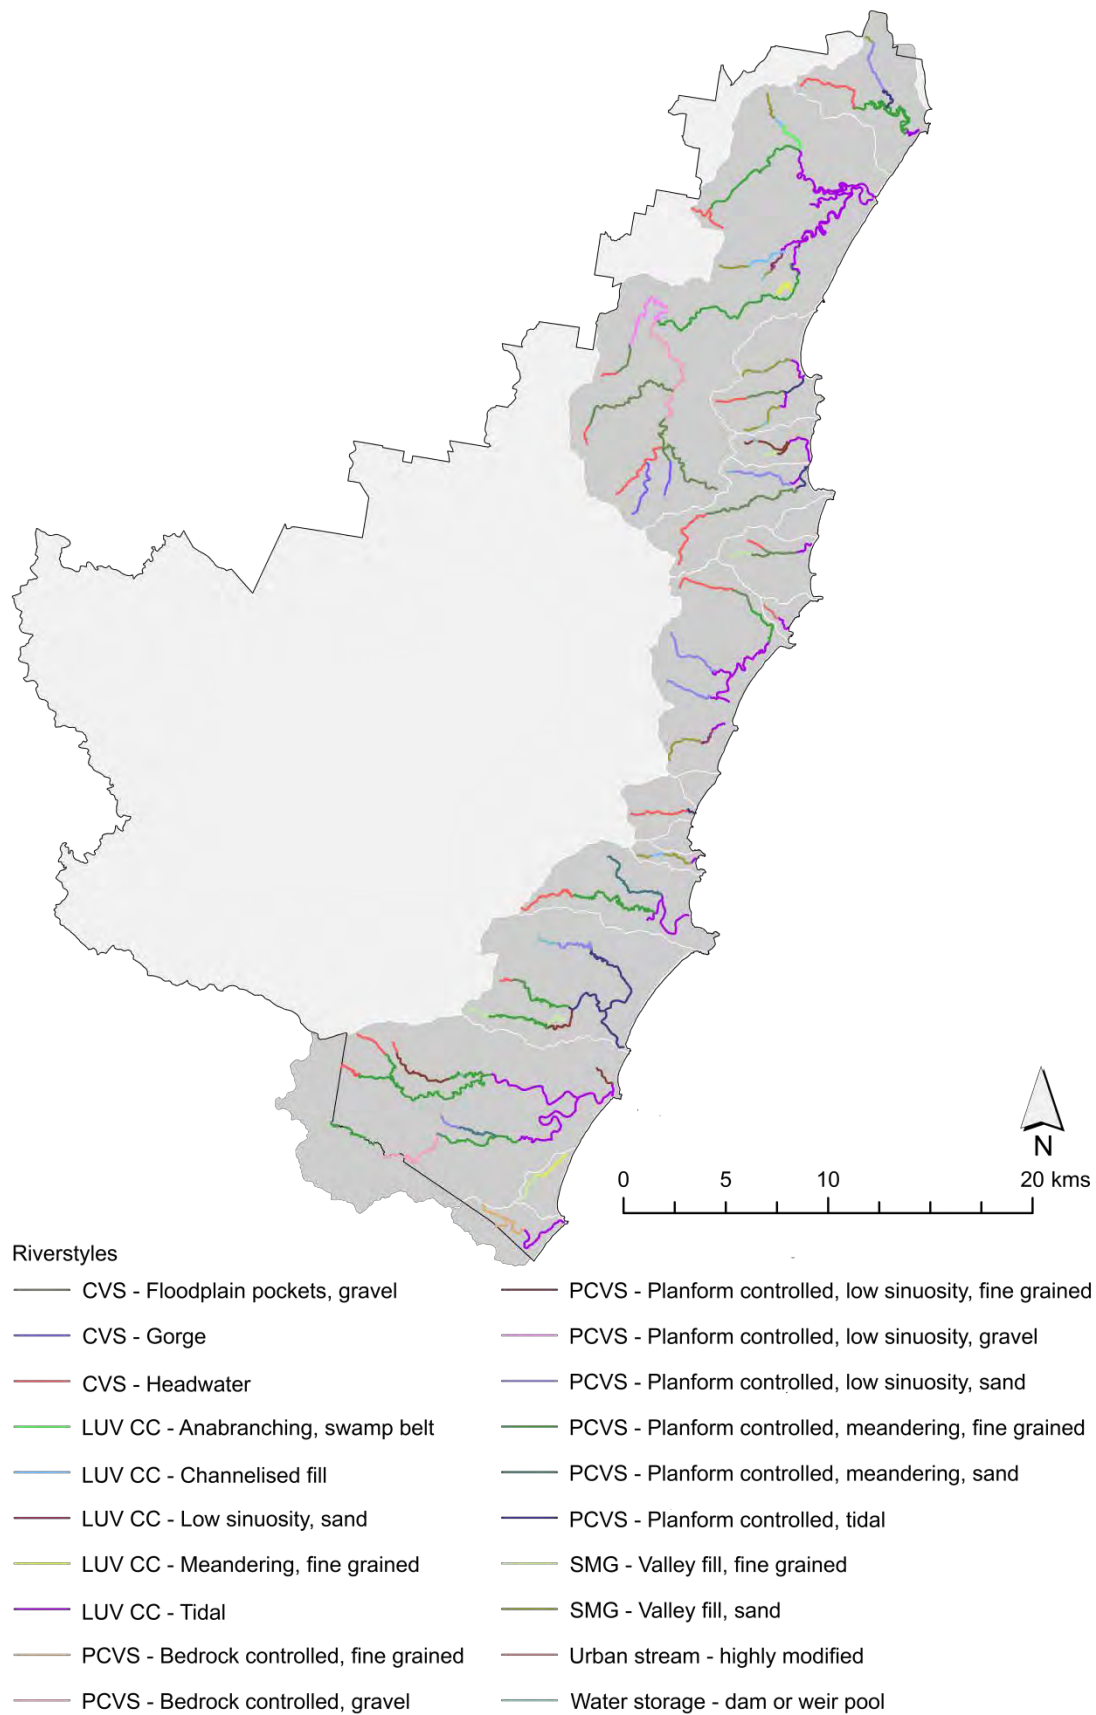 N
0 5 10 20 kms
Riverstyles
CVS - Floodplain pockets, gravel
CVS - Gorge
CVS - Headwater
LUV CC - Anabranching, swamp belt
LUV CC - Channelised fill
LUV CC - Low sinuosity, sand
LUV CC - Meandering, fine grained
LUV CC - Tidal
PCVS - Bedrock controlled, fine grained
PCVS - Bedrock controlled, gravel
PCVS - Planform controlled, low sinuosity, fine grained
PCVS - Planform controlled, low sinuosity, gravel
PCVS - Planform controlled, low sinuosity, sand
PCVS - Planform controlled, meandering, fine grained
PCVS - Planform controlled, meandering, sand
PCVS - Planform controlled, tidal
SMG - Valley fill, fine grained
SMG - Valley fill, sand
Urban stream - highly modified
Water storage - dam or weir pool